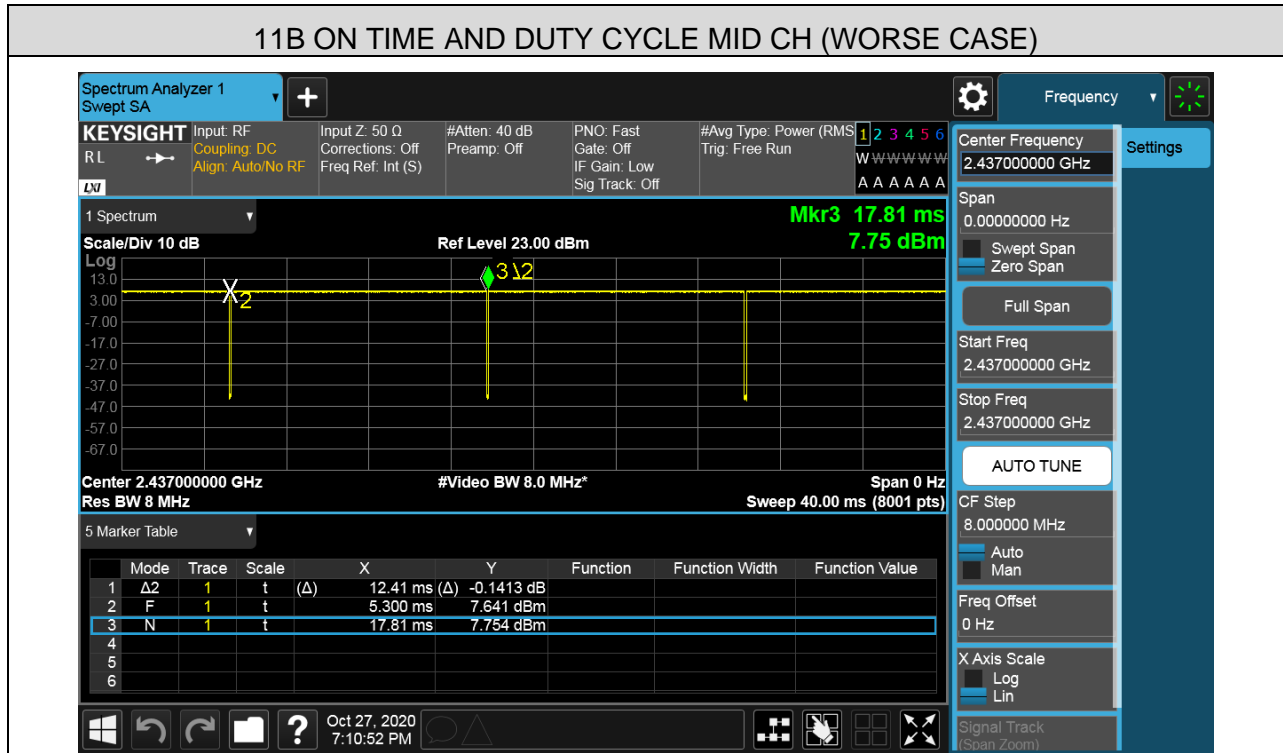 11B ON TIME AND DUTY CYCLE MID CH (WORSE CASE)
Spectrum Analyzer 1
Swept SA
Frequency
KEYSIGHT
RL
LXI
Input: RF
Coupling: DC
Align: Auto/No RF
Input Z: 50 Ω
Corrections: Off
Freq Ref: Int (S)
#Atten: 40 dB
Preamp: Off
PNO: Fast
Gate: Off
IF Gain: Low
Sig Track: Off
#Avg Type: Power (RMS
Trig: Free Run
1 2 3 4 5 6
W W W W W W
A A A A A A
1 Spectrum
Mkr3 17.81 ms
7.75 dBm
Scale/Div 10 dB
Ref Level 23.00 dBm
Log
13.0
3.00
-7.00
-17.0
-27.0
-37.0
-47.0
-57.0
-67.0
X2
3 1Δ2
Center 2.437000000 GHz
#Video BW 8.0 MHz*
Span 0 Hz
Res BW 8 MHz
Sweep 40.00 ms (8001 pts)
5 Marker Table
Mode Trace Scale X Y Function Function Width Function Value
1 Δ2 1 t (Δ) 12.41 ms (Δ) -0.1413 dB
2 F 1 t 5.300 ms 7.641 dBm
3 N 1 t 17.81 ms 7.754 dBm
4
5
6
?
Oct 27, 2020
7:10:52 PM
Settings
Center Frequency
2.437000000 GHz
Span
0.00000000 Hz
Swept Span
Zero Span
Full Span
Start Freq
2.437000000 GHz
Stop Freq
2.437000000 GHz
AUTO TUNE
CF Step
8.000000 MHz
Auto
Man
Freq Offset
0 Hz
X Axis Scale
Log
Lin
Signal Track
(Span Zoom)